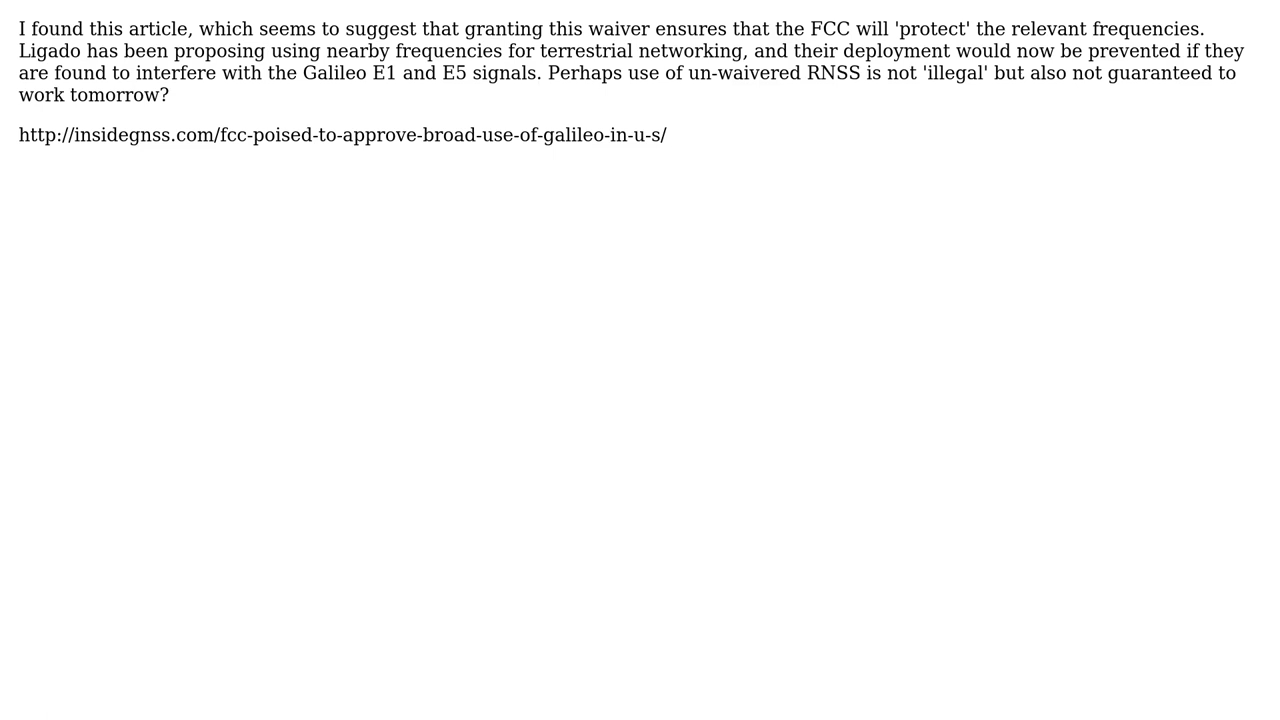 I found this article, which seems to suggest that granting this waiver ensures that the FCC will 'protect' the relevant frequencies.
Ligado has been proposing using nearby frequencies for terrestrial networking, and their deployment would now be prevented if they
are found to interfere with the Galileo E1 and E5 signals. Perhaps use of un-waivered RNSS is not 'illegal' but also not guaranteed to
work tomorrow?
http://insidegnss.com/fcc-poised-to-approve-broad-use-of-galileo-in-u-s/